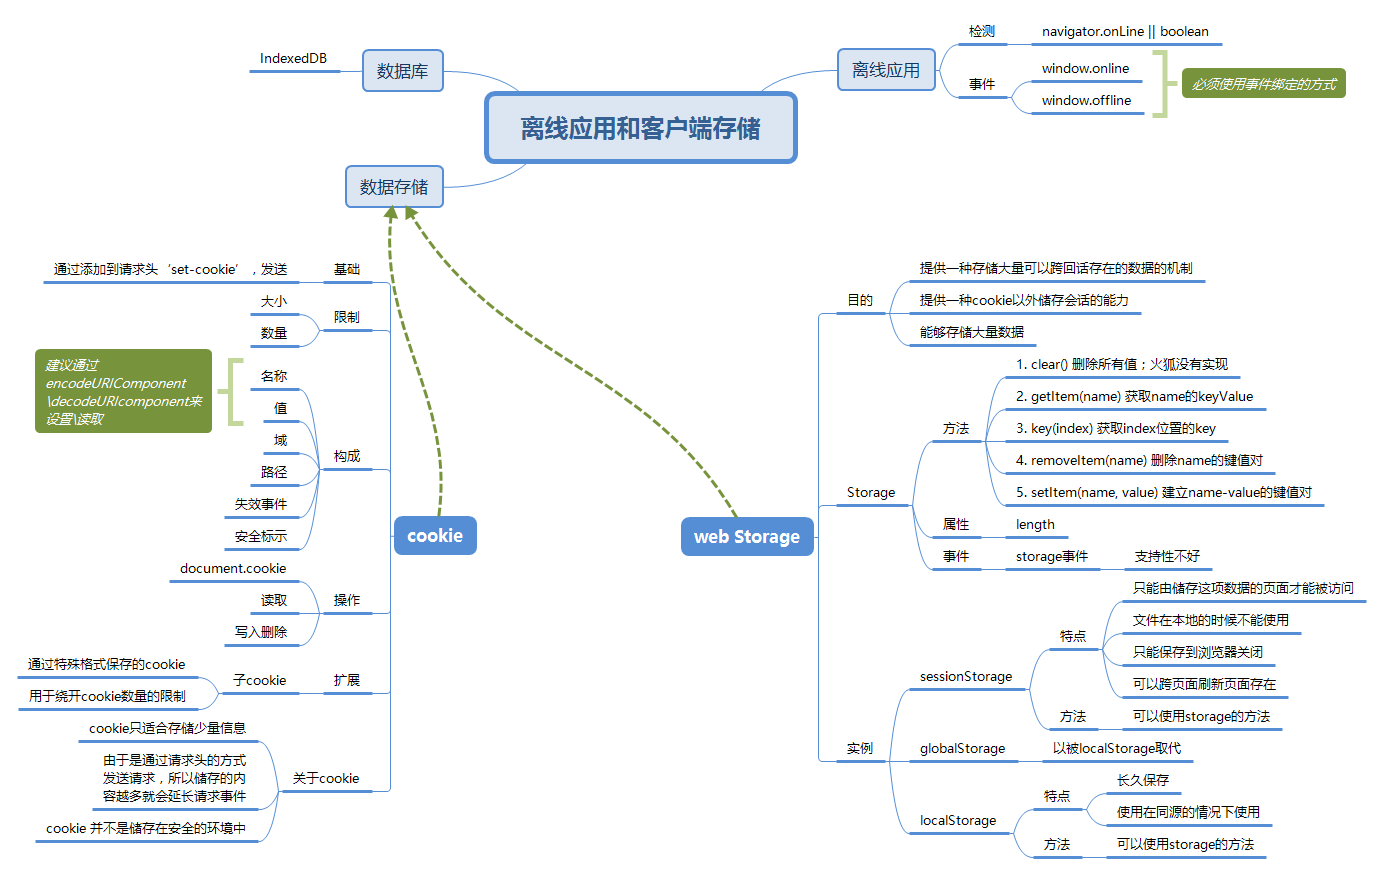 离线应用和客户端存储
数据库
IndexedDB
离线应用
检测
navigator.onLine || boolean
事件
window.online
window.offline
必须使用事件绑定的方式
数据存储
cookie
基础
通过添加到请求头‘set-cookie’，发送
限制
大小
数量
构成
名称
值
域
路径
失效事件
安全标示
建议通过
encodeURIComponent
\decodeURIcomponent来
设置\读取
操作
document.cookie
读取
写入删除
扩展
子cookie
通过特殊格式保存的cookie
用于绕开cookie数量的限制
关于cookie
cookie只适合存储少量信息
由于是通过请求头的方式
发送请求，所以储存的内
容越多就会延长请求事件
cookie 并不是储存在安全的环境中
web Storage
目的
提供一种存储大量可以跨回话存在的数据的机制
提供一种cookie以外储存会话的能力
能够存储大量数据
Storage
方法
1. clear() 删除所有值；火狐没有实现
2. getItem(name) 获取name的keyValue
3. key(index) 获取index位置的key
4. removeItem(name) 删除name的键值对
5. setItem(name, value) 建立name-value的键值对
属性
length
事件
storage事件
支持性不好
实例
sessionStorage
特点
只能由储存这项数据的页面才能被访问
文件在本地的时候不能使用
只能保存到浏览器关闭
可以跨页面刷新页面存在
方法
可以使用storage的方法
globalStorage
以被localStorage取代
localStorage
特点
长久保存
使用在同源的情况下使用
方法
可以使用storage的方法